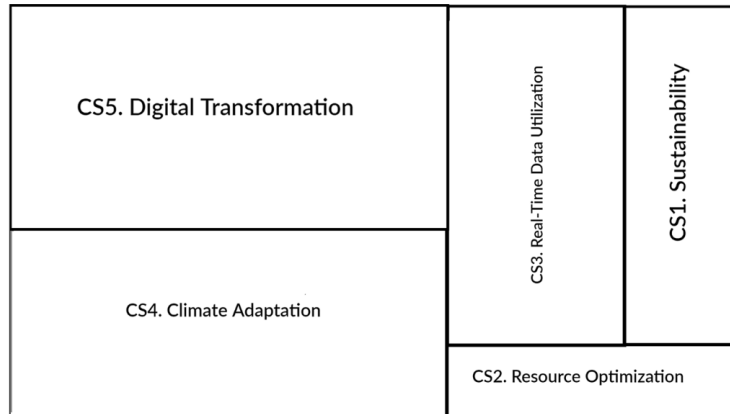 CS5. Digital Transformation
CS3. Real-Time Data Utilization
CS1. Sustainability
CS4. Climate Adaptation
CS2. Resource Optimization